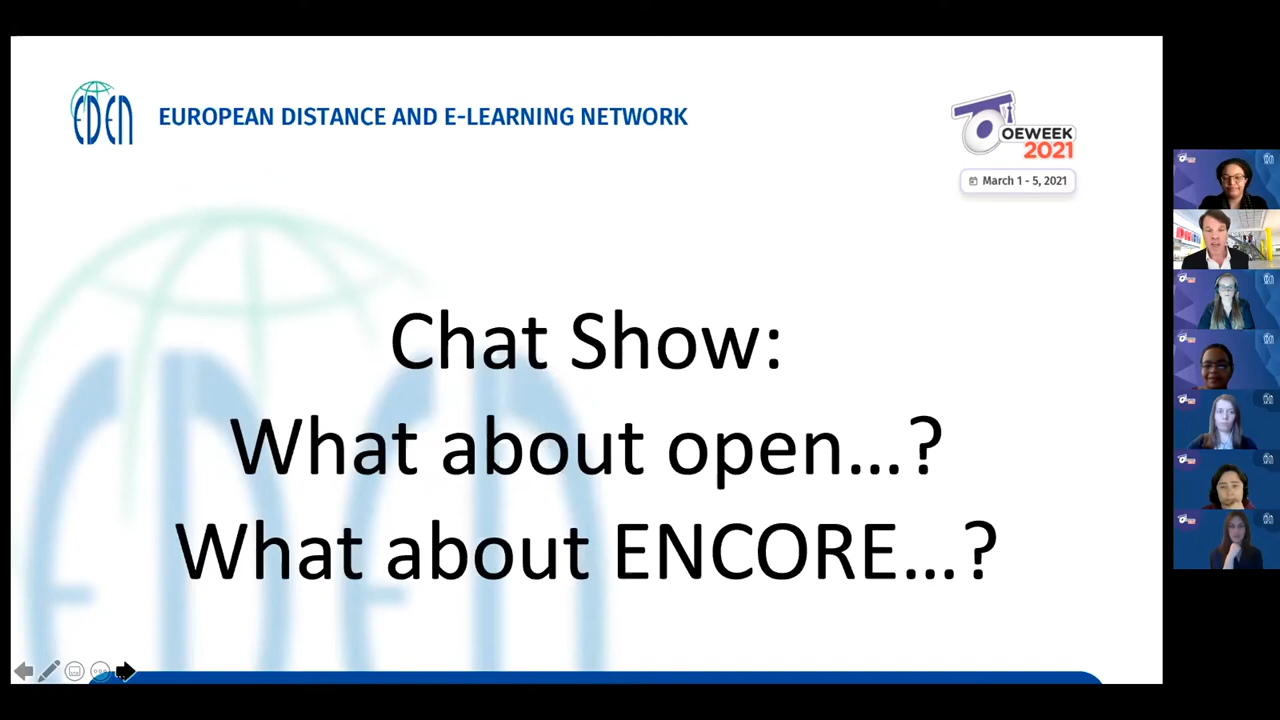 EDEN
EUROPEAN DISTANCE AND E-LEARNING NETWORK
OEWEEK
2021
March 1 - 5, 2021
Chat Show:
What about open...?
What about ENCORE...?